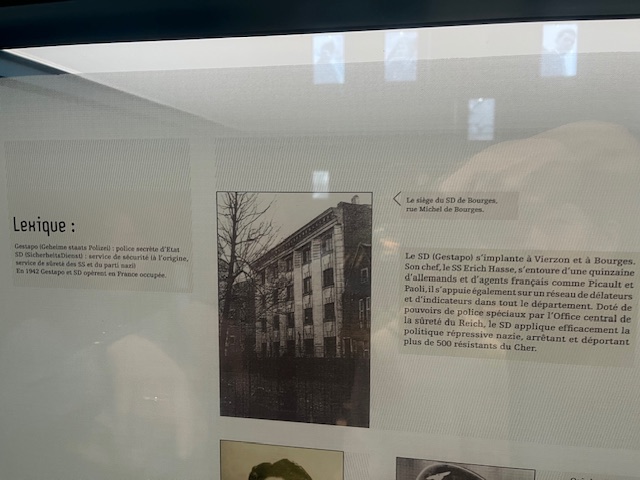 Lexique :
Gestapo (Geheime staats Polizei) : police secrète d'État
SD (SicherheitsDienst) : service de sécurité (à l'origine,
service de sûreté des SS et du parti nazi)
En 1942 Gestapo et SD opèrent en France occupée.
Le siège du SD de Bourges,
rue Michel de Bourges.
Le SD (Gestapo) s'implante à Vierzon et à Bourges.
Son chef, le SS Erich Hasse, s'entoure d'une quinzaine
d'allemands et d'agents français comme Picault et
Paoli, il s'appuie également sur un réseau de délateurs
et d'indicateurs dans tout le département. Doté de
pouvoirs de police spéciaux par l'Office central de
la sûreté du Reich, le SD applique efficacement la
politique répressive nazie, arrêtant et déportant
plus de 500 résistants du Cher.